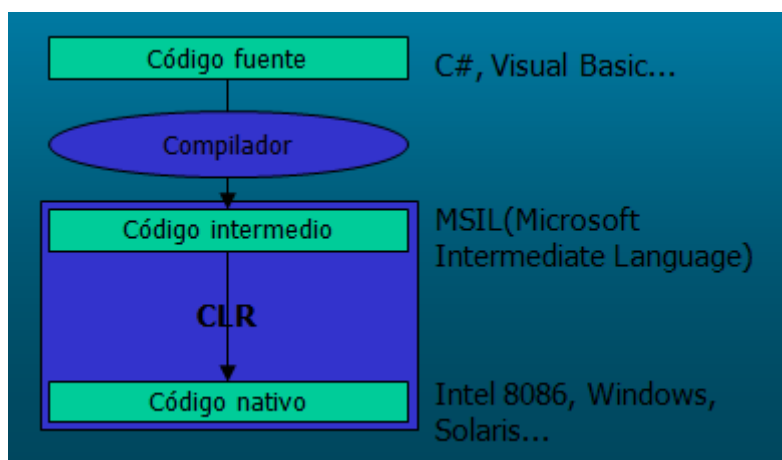 Código fuente
C#, Visual Basic...
Compilador
Código intermedio
MSIL(Microsoft
Intermediate Language)
CLR
Código nativo
Intel 8086, Windows,
Solaris...